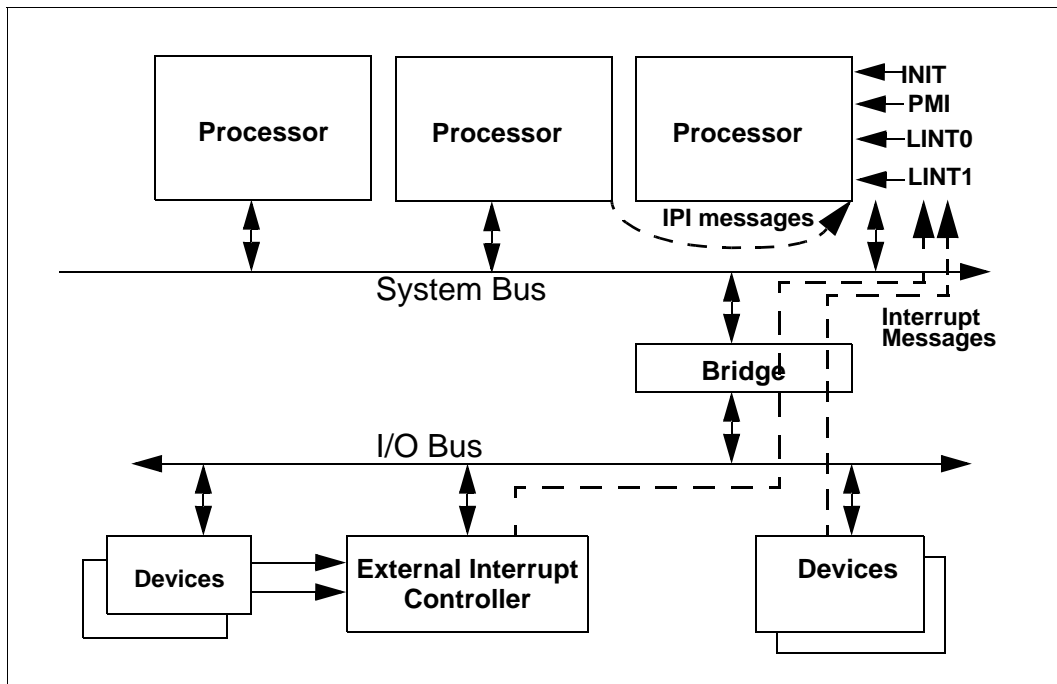 INIT
PMI
Processor
Processor
Processor
LINT0
LINT1
IPI messages
System Bus
Interrupt
Messages
Bridge
I/O Bus
Devices
External Interrupt
Controller
Devices